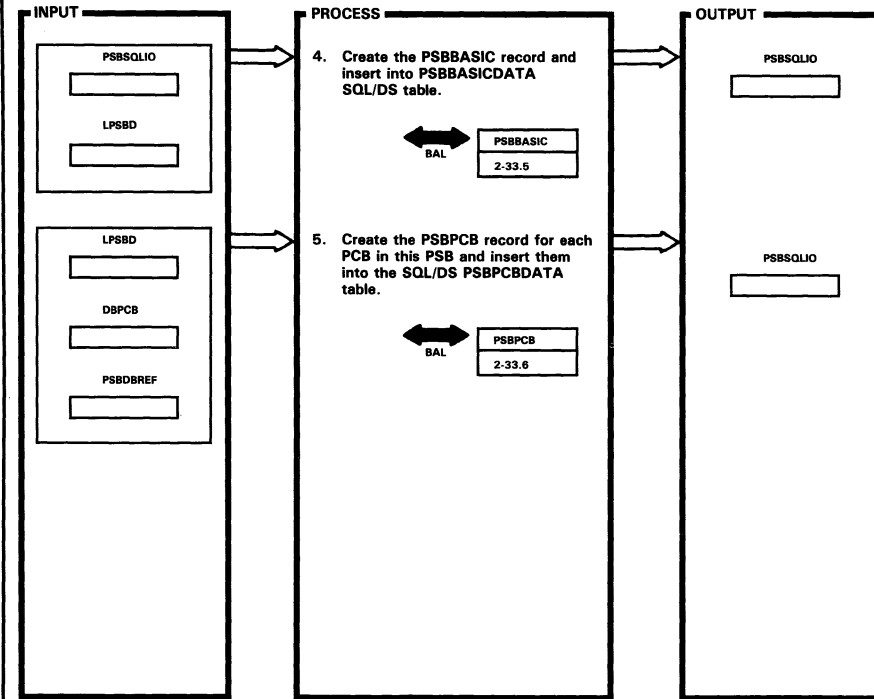 INPUT
PROCESS
OUTPUT
PSBSQLIO
LPSBD
4. Create the PSBBASIC record and
insert into PSBBASICDATA
SQL/DS table.
BAL
PSBBASIC
2-33.5
PSBSQLIO
LPSBD
DBPCB
PSBDBREF
5. Create the PSBPCB record for each
PCB in this PSB and insert them
into the SQL/DS PSBPCBDATA
table.
BAL
PSBPCB
2-33.6
PSBSQLIO